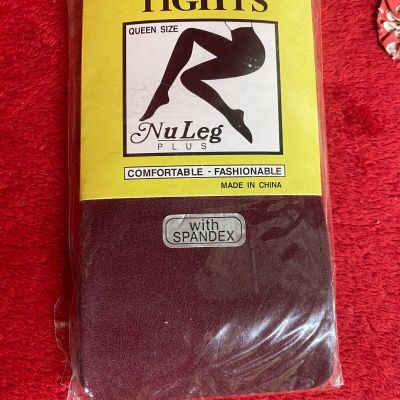 TIGHTS
QUEEN SIZE
NuLeg
PLUS
COMFORTABLE - FASHIONABLE
MADE IN CHINA
with
SPANDEX